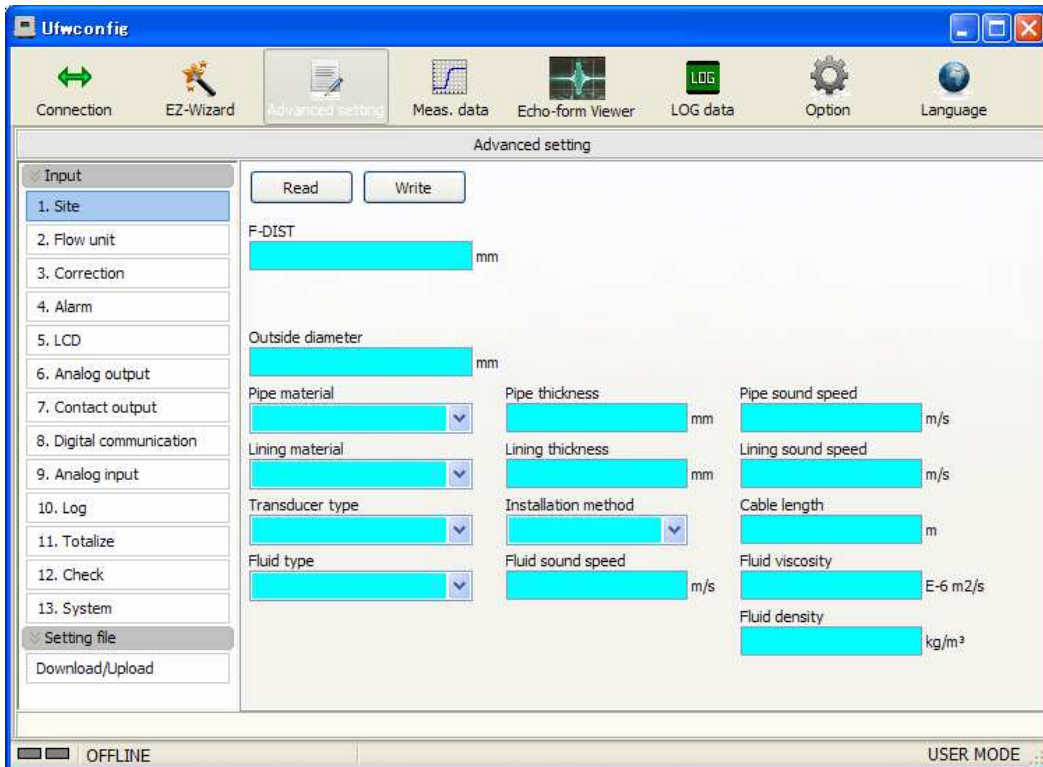 Ufwconfig
Connection EZ-Wizard Advanced setting Meas. data Echo-form Viewer LOG LOG data Option Language
Advanced setting
Input
1. Site
2. Flow unit
3. Correction
4. Alarm
5. LCD
6. Analog output
7. Contact output
8. Digital communication
9. Analog input
10. Log
11. Totalize
12. Check
13. System
Setting file
Download/Upload
Read Write
F-DIST
mm
Outside diameter
mm
Pipe material Pipe thickness Pipe sound speed
mm m/s
Lining material Lining thickness Lining sound speed
mm m/s
Transducer type Installation method Cable length
m
Fluid type Fluid sound speed Fluid viscosity
m/s E-6 m2/s
Fluid density
kg/m³
OFFLINE USER MODE